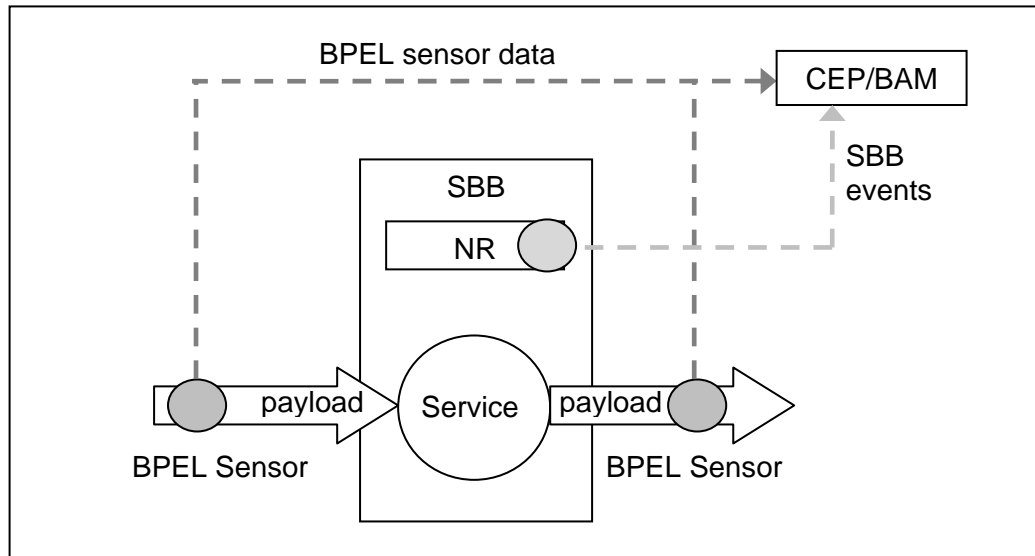 BPEL sensor data
CEP/BAM
SBB
events
SBB
NR
payload
Service
payload
BPEL Sensor
BPEL Sensor